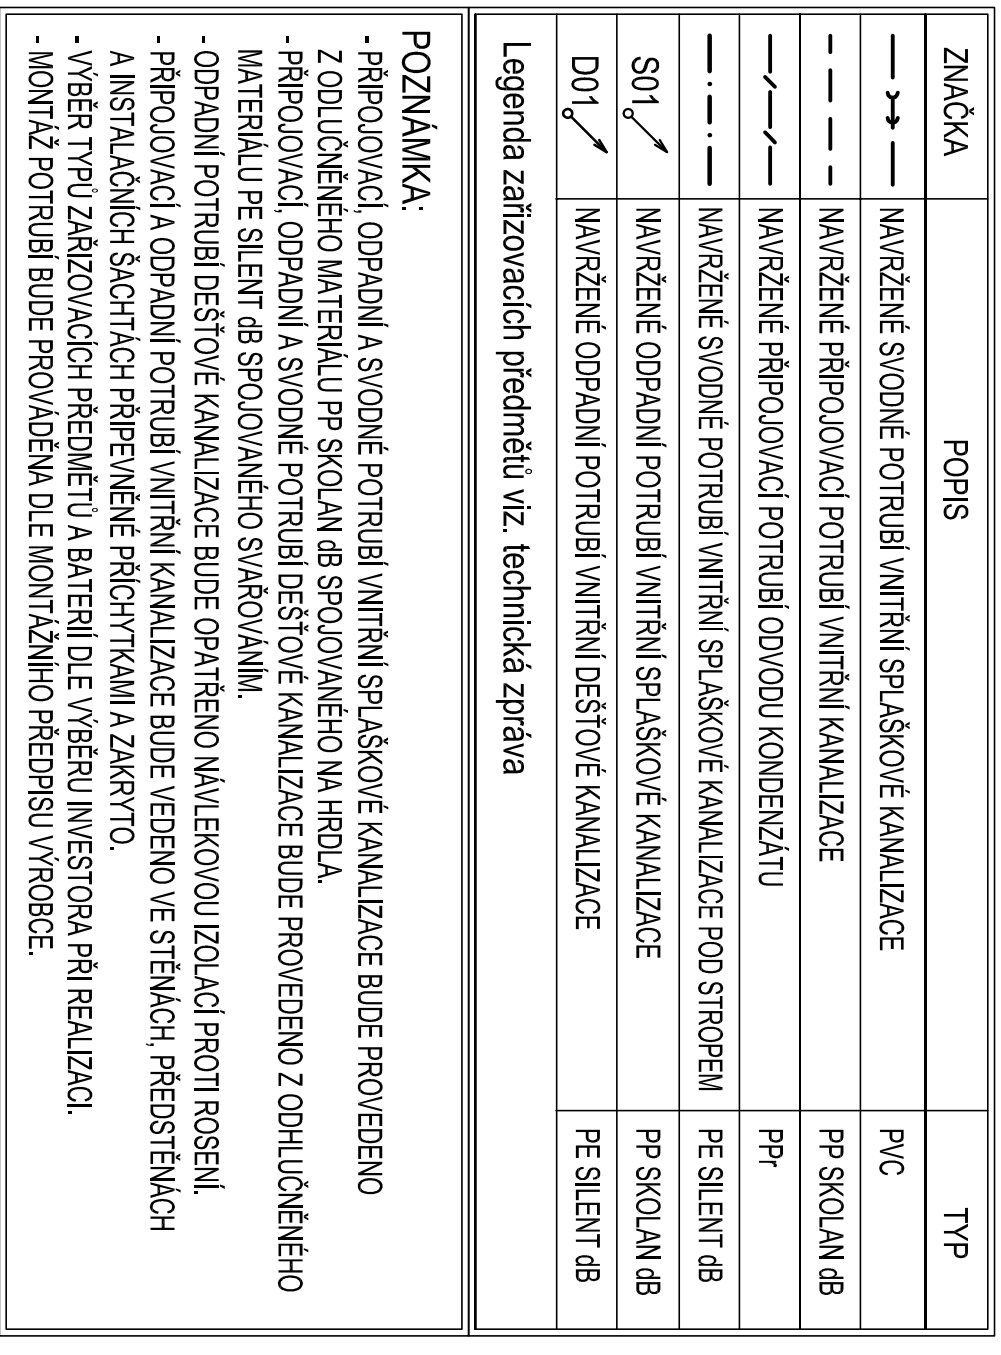 ZNAČKA POPIS TYP
NAVRŽENÉ SVODNÉ POTRUBÍ VNITŘNÍ SPLAŠKOVÉ KANALIZACE PVC
NAVRŽENÉ PŘIPOJOVACÍ POTRUBÍ VNITŘNÍ KANALIZACE PP SKOLAN dB
NAVRŽENÉ PŘIPOJOVACÍ POTRUBÍ ODVODU KONDENZÁTU PPr
NAVRŽENÉ SVODNÉ POTRUBÍ VNITŘNÍ SPLAŠKOVÉ KANALIZACE POD STROPEM PE SILENT dB
S01 NAVRŽENÉ ODPADNÍ POTRUBÍ VNITŘNÍ SPLAŠKOVÉ KANALIZACE PP SKOLAN dB
D01 NAVRŽENÉ ODPADNÍ POTRUBÍ VNITŘNÍ DEŠŤOVÉ KANALIZACE PE SILENT dB
Legenda zařizovacích předmětů viz. technická zpráva
POZNÁMKA:
- PŘIPOJOVACÍ, ODPADNÍ A SVODNÉ POTRUBÍ VNITŘNÍ SPLAŠKOVÉ KANALIZACE BUDE PROVEDENO
Z ODLUČNĚNÉHO MATERIÁLU PP SKOLAN dB SPOJOVANÉHO NA HRDLA.
- PŘIPOJOVACÍ, ODPADNÍ A SVODNÉ POTRUBÍ DEŠŤOVÉ KANALIZACE BUDE PROVEDENO Z ODHLUČNĚNÉHO
MATERIÁLU PE SILENT dB SPOJOVANÉHO SVAŘOVÁNÍM.
- ODPADNÍ POTRUBÍ DEŠŤOVÉ KANALIZACE BUDE OPATŘENO NÁVLEKOVOU IZOLACÍ PROTI ROSENÍ.
- PŘIPOJOVACÍ A ODPADNÍ POTRUBÍ VNITŘNÍ KANALIZACE BUDE VEDENO VE STĚNÁCH, PŘEDSTĚNÁCH
A INSTALAČNÍCH ŠACHTÁCH PŘIPEVNĚNÉ PŘÍCHYTKAMI A ZAKRYTO.
- VÝBĚR TYPŮ ZAŘIZOVACÍCH PŘEDMĚTŮ A BATERIÍ DLE VÝBĚRU INVESTORA PŘI REALIZACI.
- MONTÁŽ POTRUBÍ BUDE PROVÁDĚNA DLE MONTÁŽNÍHO PŘEDPISU VÝROBCE.